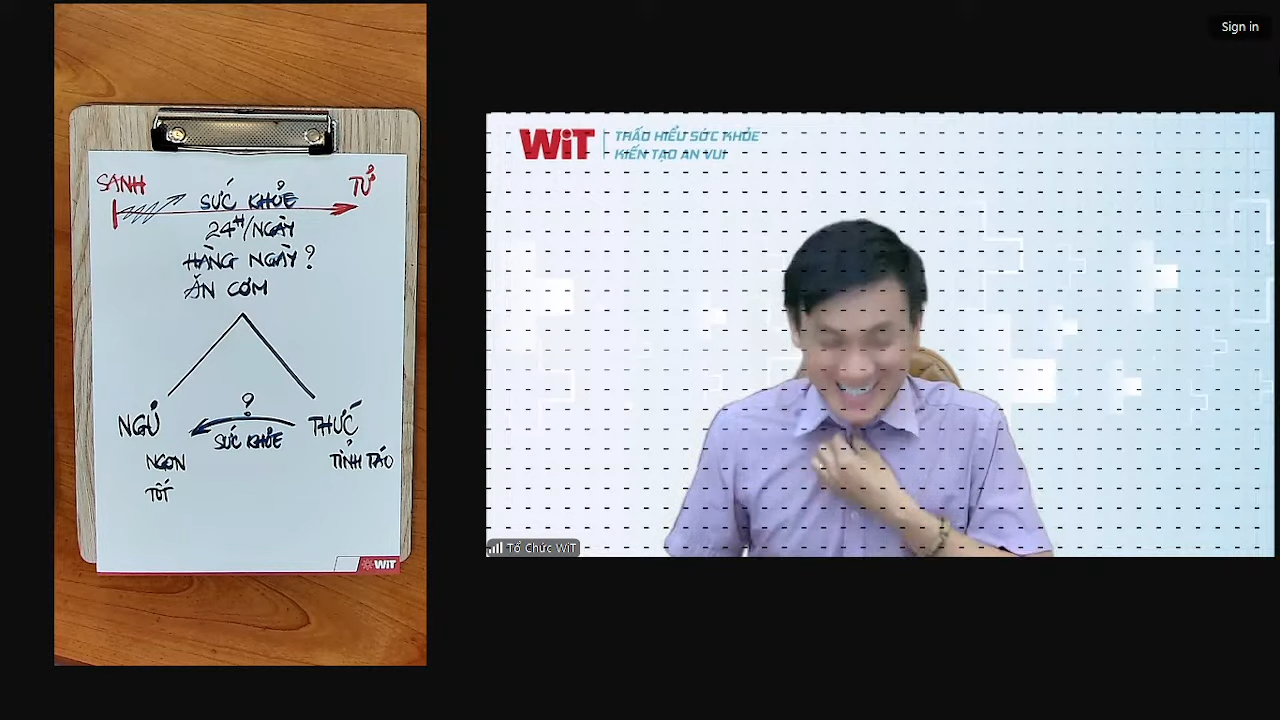 Sign in
SANH
TỬ
SỨC KHỎE
24H/NGÀY
HÀNG NGÀY?
ĂN CƠM
NGỦ
?
SỨC KHỎE
THỨC
NGON
TỈNH TÁO
TỐT
WiT
WiT
THẤU HIỂU SỨC KHỎE
KIẾN TẠO AN VUI
Tổ Chức WiT